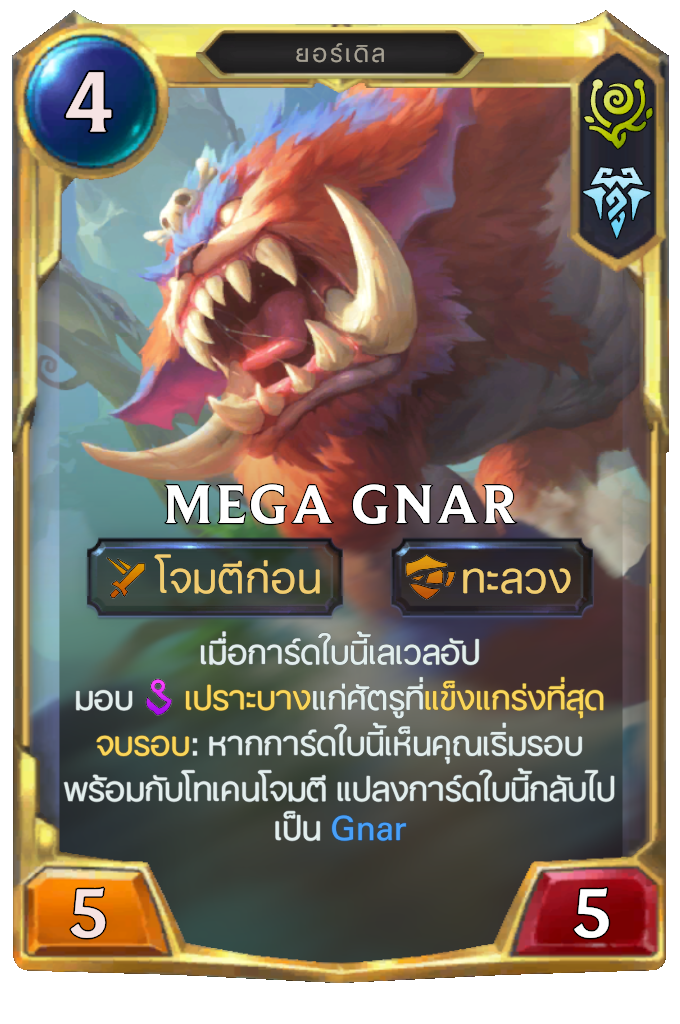 ยอร์เดิล
4
MEGA GNAR
โจมตีก่อน
ทะลวง
เมื่อการ์ดใบนี้เลเวลอัป
มอบ เปราะบางแก่ศัตรูที่แข็งแกร่งที่สุด
จบรอบ: หากการ์ดใบนี้เห็นคุณเริ่มรอบ
พร้อมกับโทเคนโจมตี แปลงการ์ดใบนี้กลับไป
เป็น Gnar
5
5